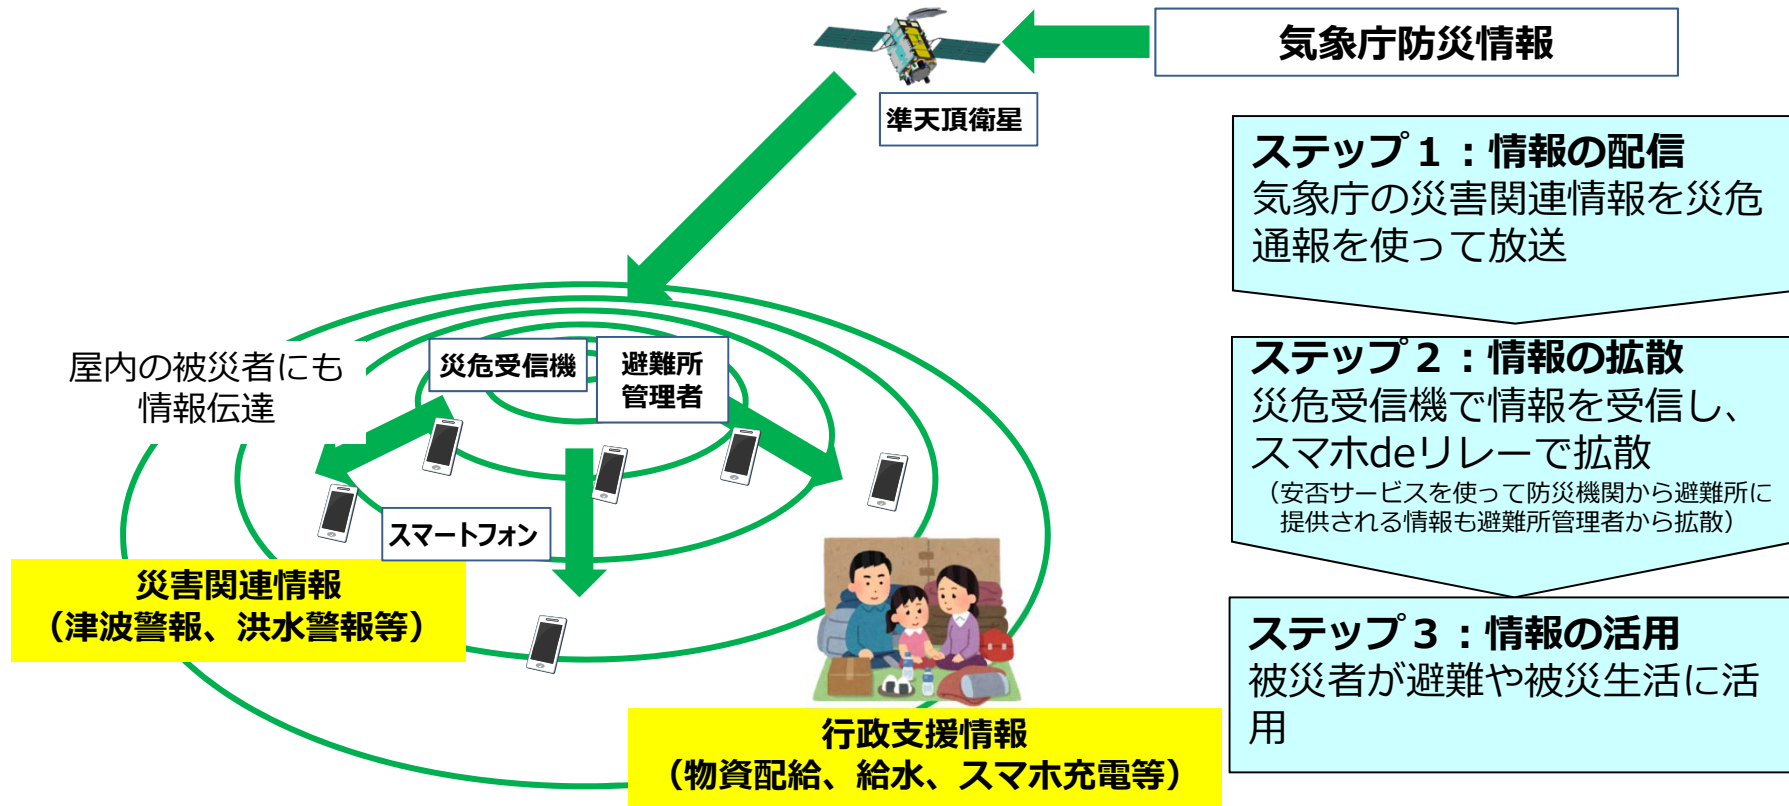 気象庁防災情報
準天頂衛星
ステップ１：情報の配信
気象庁の災害関連情報を災危
通報を使って放送
屋内の被災者にも
情報伝達
災危受信機
避難所
管理者
スマートフォン
ステップ２：情報の拡散
災危受信機で情報を受信し、
スマホdeリレーで拡散
（安否サービスを使って防災機関から避難所に
提供される情報も避難所管理者から拡散）
災害関連情報
（津波警報、洪水警報等）
ステップ３：情報の活用
被災者が避難や被災生活に活
用
行政支援情報
（物資配給、給水、スマホ充電等）